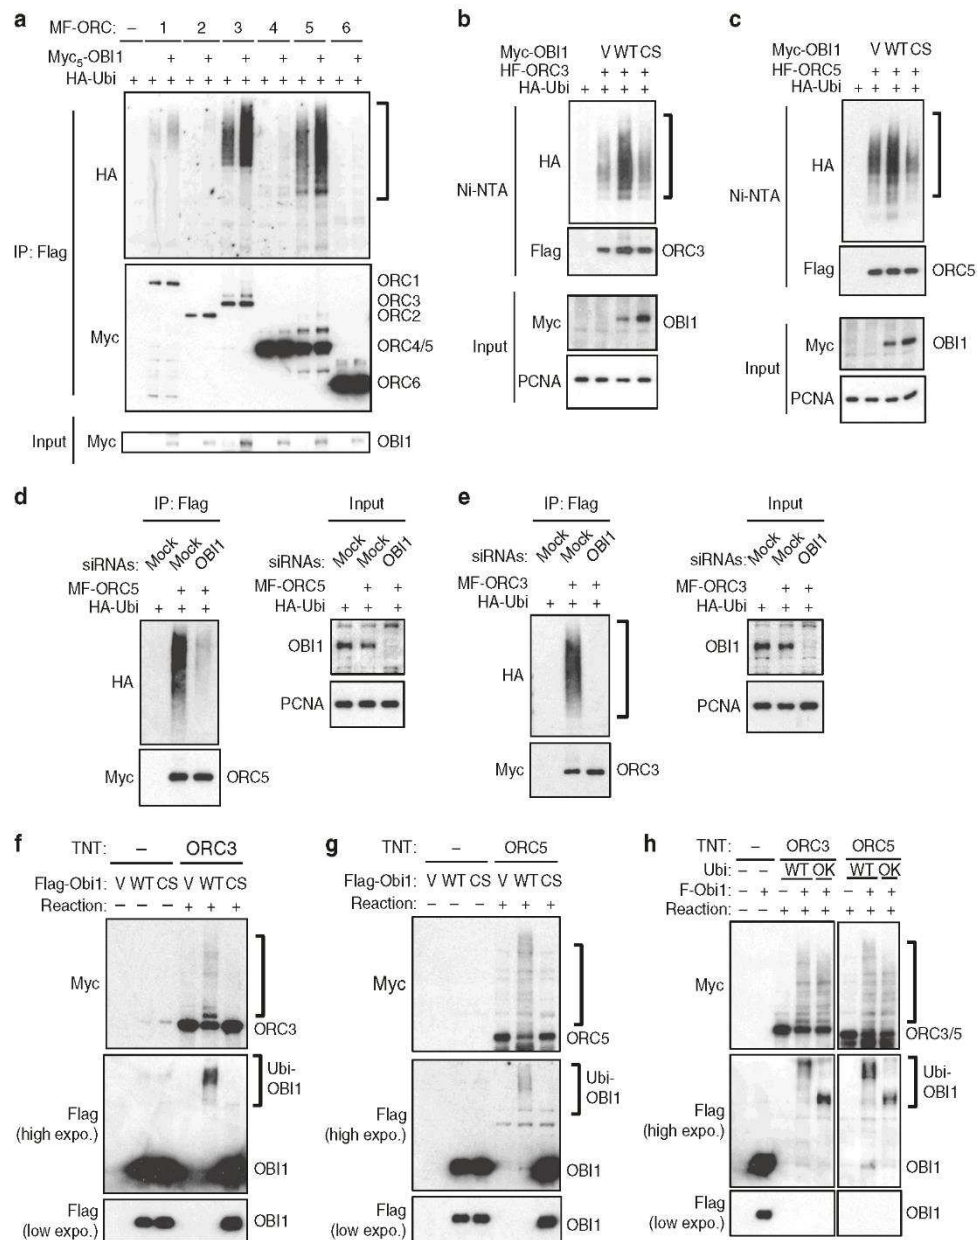 a
MF-ORC: – 1 2 3 4 5 6
Myc5-OBI1 + + + + + +
HA-Ubi + + + + + + + + + + + + +
HA
IP: Flag
ORC1
ORC3
ORC2
Myc
ORC4/5
ORC6
Input Myc OBI1
b
Myc-OBI1 V WT CS
HF-ORC3 + + +
HA-Ubi + + + +
HA
Ni-NTA
Flag ORC3
Myc OBI1
Input
PCNA
c
Myc-OBI1 V WT CS
HF-ORC5 + + +
HA-Ubi + + + +
HA
Ni-NTA
Flag ORC5
Myc OBI1
Input
PCNA
d
IP: Flag Input
siRNAs: Mock Mock OBI1 siRNAs: Mock Mock OBI1
MF-ORC5 + + MF-ORC5 + +
HA-Ubi + + + HA-Ubi + + +
OBI1
HA
PCNA
Myc ORC5
e
IP: Flag Input
siRNAs: Mock Mock OBI1 siRNAs: Mock Mock OBI1
MF-ORC3 + + MF-ORC3 + +
HA-Ubi + + + HA-Ubi + + +
OBI1
HA
PCNA
Myc ORC3
f
TNT: – ORC3
Flag-Obi1 V WT CS V WT CS
Reaction: – – – + + +
Myc
ORC3
Ubi-
OBI1
Flag
(high expo.)
OBI1
Flag
(low expo.)
OBI1
g
TNT: – ORC5
Flag-Obi1: V WT CS V WT CS
Reaction: – – – + + +
Myc
ORC5
Ubi-
OBI1
Flag
(high expo.)
OBI1
Flag
(low expo.)
OBI1
h
TNT: – ORC3 ORC5
Ubi: WT OK WT OK
F-Obi1: – + – + + – + +
Reaction: – – + + + + + +
Myc
ORC3/5
Ubi-
OBI1
Flag
(high expo.)
OBI1
Flag
(low expo.)
OBI1